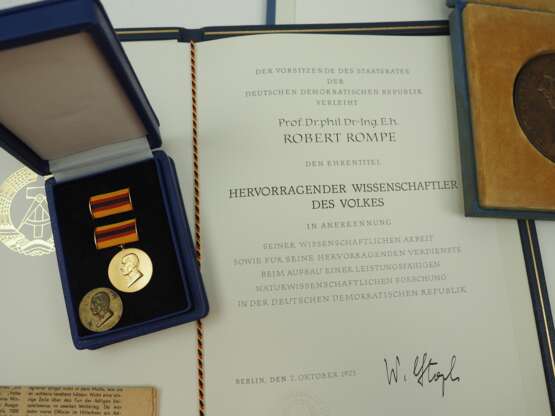 DER VORSITZENDE DES STAATSRATES
DER
DEUTSCHEN DEMOKRATISCHEN REPUBLIK
VERLEIHT
Prof. Dr. phil. Dr.-Ing. E.h.
ROBERT ROMPE
DEN EHRENTITEL
HERVORRAGENDER WISSENSCHAFTLER
DES VOLKES
IN ANERKENNUNG
SEINER WISSENSCHAFTLICHEN ARBEIT
SOWIE FÜR SEINE HERVORRAGENDEN VERDIENSTE
BEIM AUFBAU EINER LEISTUNGSFÄHIGEN
NATURWISSENSCHAFTLICHEN FORSCHUNG
IN DER DEUTSCHEN DEMOKRATISCHEN REPUBLIK
BERLIN, DEN 7. OKTOBER 1975
W. Stoph